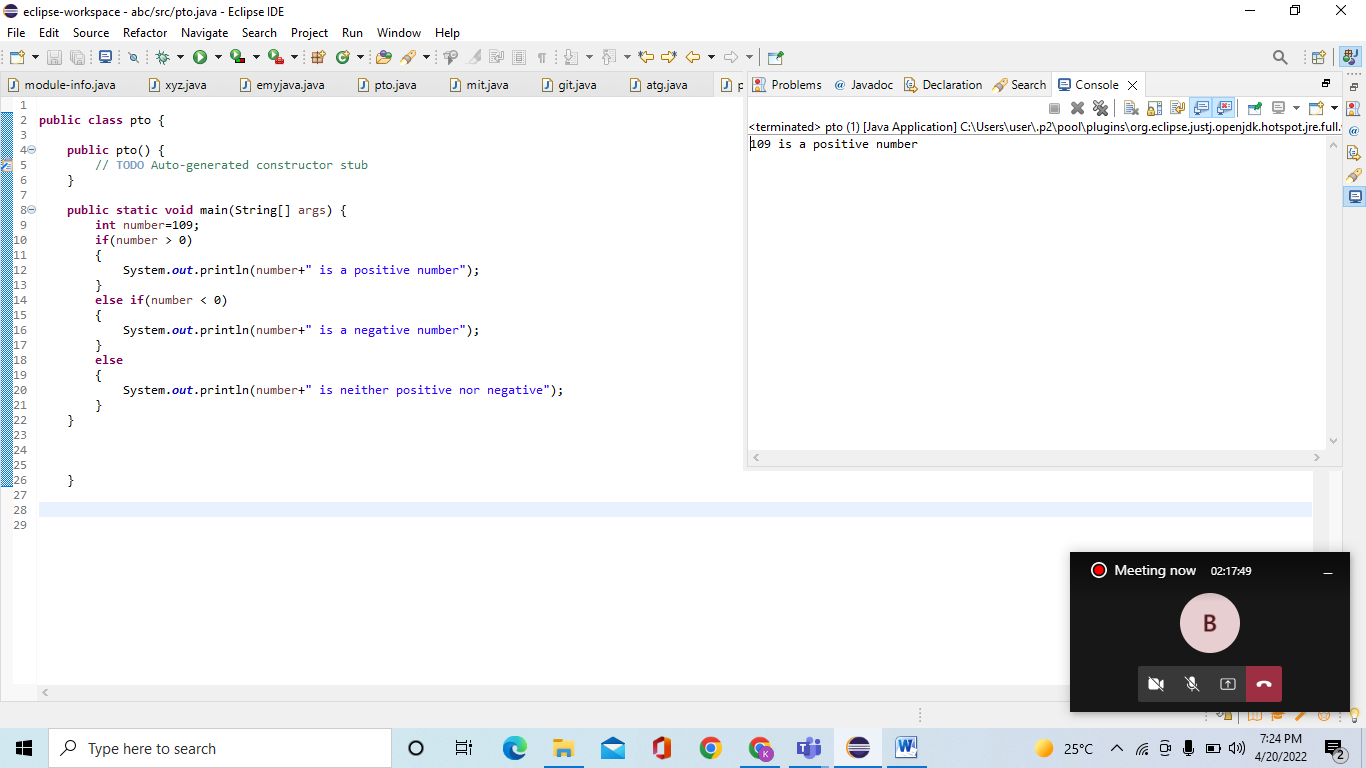 eclipse-workspace - abc/src/pto.java - Eclipse IDE
File Edit Source Refactor Navigate Search Project Run Window Help
module-info.java xyz.java emyjava.java pto.java mit.java git.java atg.java p
Problems @ Javadoc Declaration Search Console
<terminated> pto (1) [Java Application] C:\Users\user\.p2\pool\plugins\org.eclipse.justj.openjdk.hotspot.jre.full.
109 is a positive number
1
2 public class pto {
3
4 public pto() {
5 // TODO Auto-generated constructor stub
6 }
7
8 public static void main(String[] args) {
9 int number=109;
10 if(number > 0)
11 {
12 System.out.println(number+" is a positive number");
13 }
14 else if(number < 0)
15 {
16 System.out.println(number+" is a negative number");
17 }
18 else
19 {
20 System.out.println(number+" is neither positive nor negative");
21 }
22 }
23
24
25
26 }
27
28
29
Meeting now 02:17:49
B
Type here to search
K
25°C
7:24 PM
4/20/2022
2